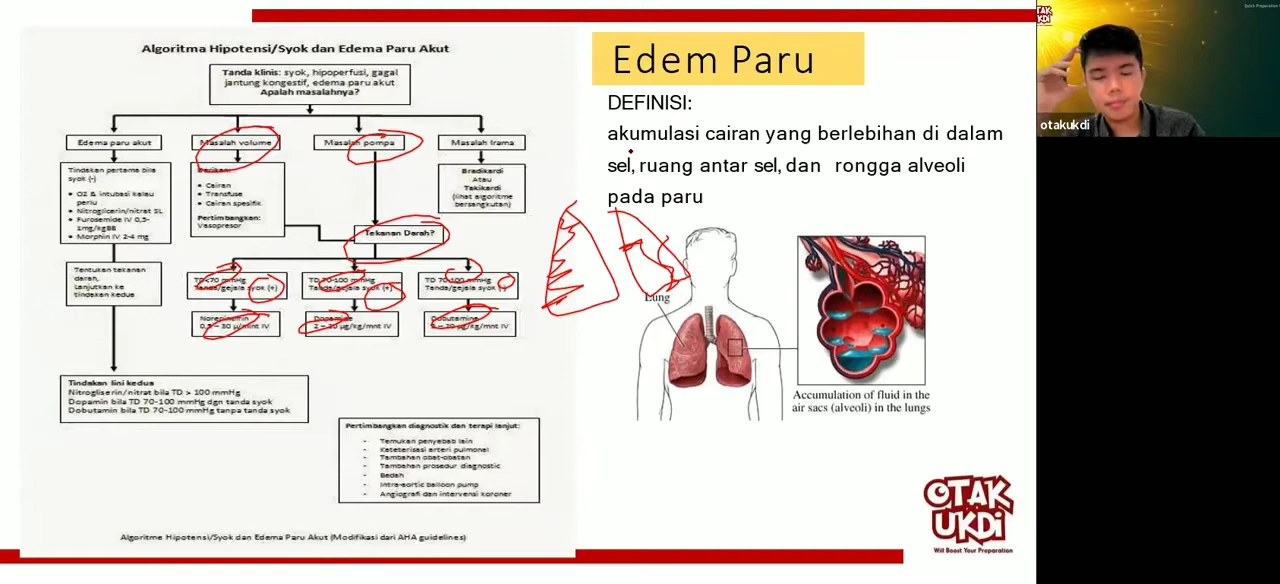 Algoritma Hipotensi/Syok dan Edema Paru Akut
Tanda klinis: syok, hipoperfusi, gagal
jantung kongestif, edema paru akut
Apalah masalahnya?
Edema paru akut
Masalah volume
Masalah pompa
Masalah Irama
Tindakan pertama bila
syok (-)
• O2 & intubasi kalau
perlu
• Nitrogliserin/nitrat SL
• Furosemide IV 0,5-
1mg/kgBB
• Morphin IV 2-4 mg
Berikan:
• Cairan
• Transfuse
• Cairan spesifik
Pertimbangkan:
Vasopresor
Bradikardi
Atau
Takikardi
(lihat algoritme
bersangkutan)
Tekanan Darah?
Tentukan tekanan
darah,
Lanjutkan ke
tindakan kedua
TD <70 mmHg
Tanda/gejala syok (+)
TD 70-100 mmHg
Tanda/gejala syok (+)
TD 70-100 mmHg
Tanda/gejala syok
Norepinefrin
µ/mnt IV
Dopamine
2 – 20 µg/kg/mnt IV
Dobutamine
20 µg/kg/mnt IV
Tindakan lini kedua
Nitrogliserin/nitrat bila TD > 100 mmHg
Dopamin bila TD 70-100 mmHg dgn tanda syok
Dobutamin bila TD 70-100 mmHg tanpa tanda syok
Pertimbangkan diagnostik dan terapi lanjut:
- Temukan penyebab lain
- Kateterisasi arteri pulmonal
- Tambahan obat-obatan
- Tambahan prosedur diagnostic
- Bedah
- Intra-aortic balloon pump
- Angiografi dan intervensi koroner
Algoritme Hipotensi/Syok dan Edema Paru Akut (Modifikasi dari AHA guidelines)
Edem Paru
DEFINISI:
akumulasi cairan yang berlebihan di dalam
sel, ruang antar sel, dan rongga alveoli
pada paru
Lung
Accumulation of fluid in the
air sacs (alveoli) in the lungs
OTAK
UKDI
Will Boost Your Preparation
OTAK
UKDI
otakukdi